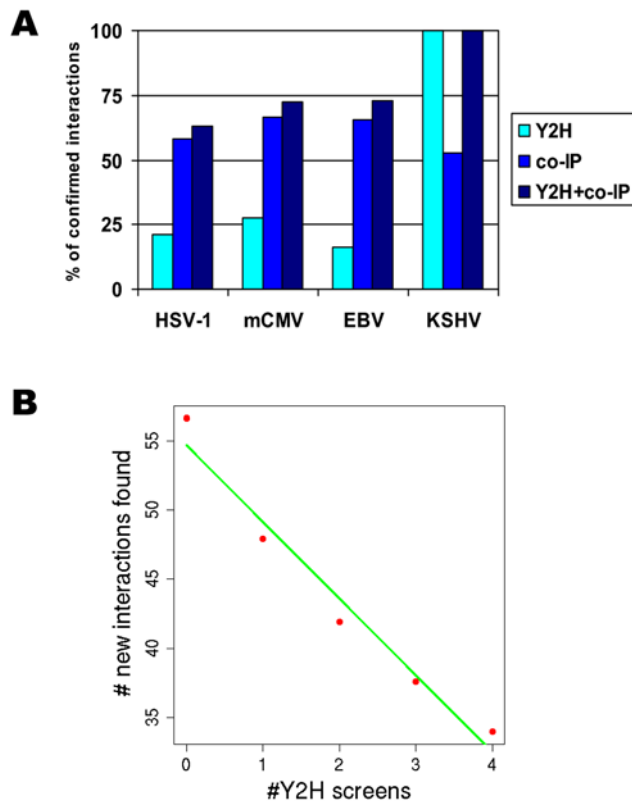 A
% of confirmed interactions
100
75
50
25
0
HSV-1 mCMV EBV KSHV
Y2H
co-IP
Y2H+co-IP
B
# new interactions found
55
50
45
40
35
0 1 2 3 4
#Y2H screens